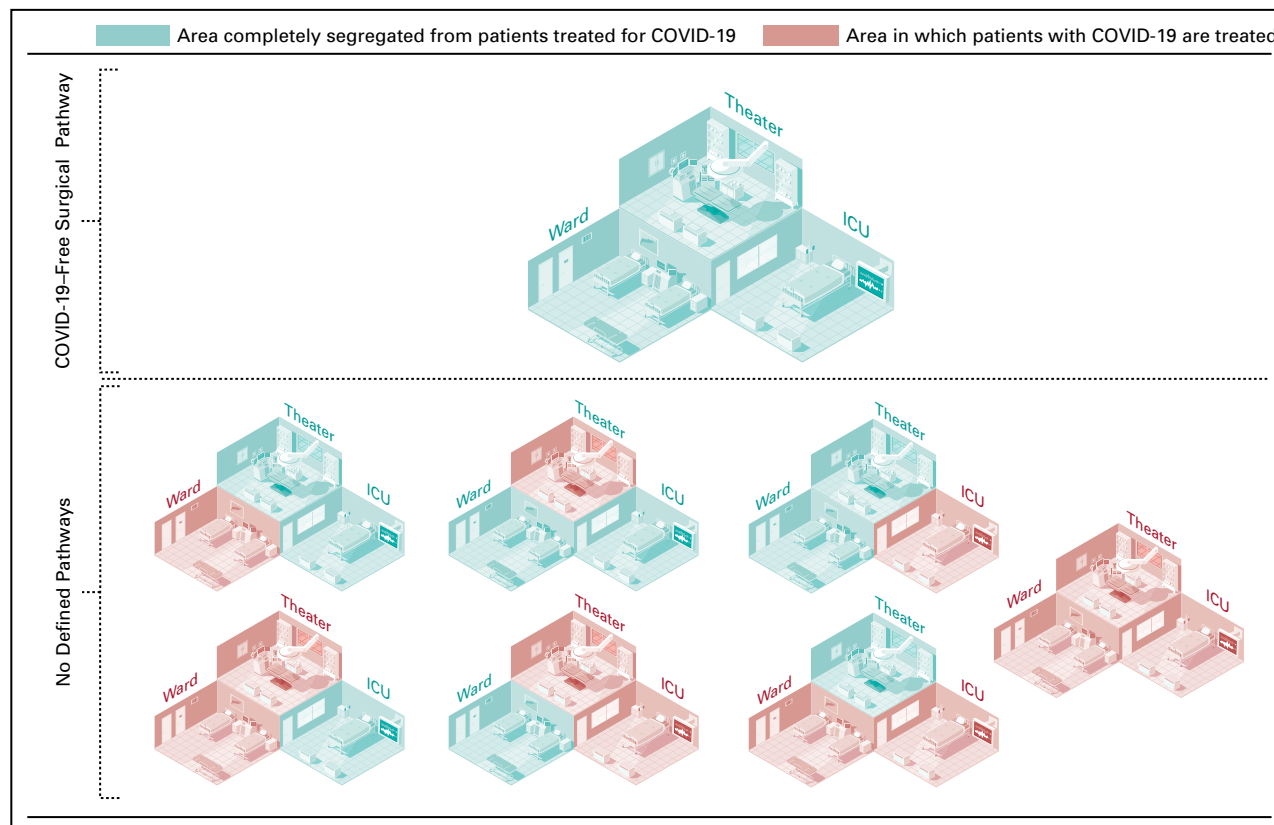 Area completely segregated from patients treated for COVID-19
Area in which patients with COVID-19 are treated
COVID-19–Free Surgical Pathway
Theater
Ward
ICU
No Defined Pathways
Theater
Ward
ICU
Theater
Ward
ICU
Theater
Ward
ICU
Theater
Ward
ICU
Theater
Ward
ICU
Theater
Ward
ICU
Theater
Ward
ICU